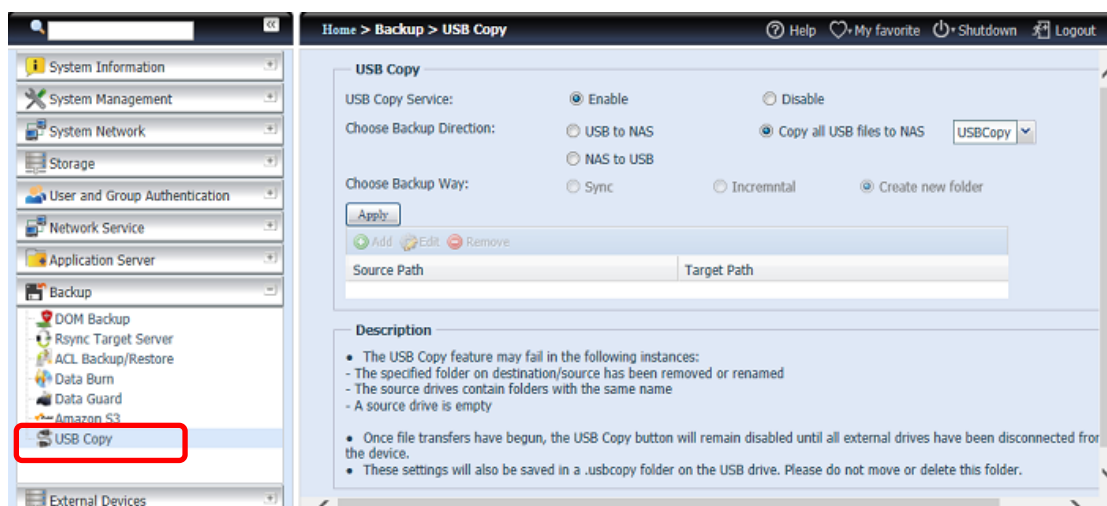 Home > Backup > USB Copy
Help
My favorite
Shutdown
Logout
System Information
System Management
System Network
Storage
User and Group Authentication
Network Service
Application Server
Backup
DOM Backup
Rsync Target Server
ACL Backup/Restore
Data Burn
Data Guard
Amazon S3
USB Copy
External Devices
USB Copy
USB Copy Service: Enable Disable
Choose Backup Direction: USB to NAS Copy all USB files to NAS USBCopy
NAS to USB
Choose Backup Way: Sync Incremntal Create new folder
Apply
Add Edit Remove
Source Path Target Path
Description
• The USB Copy feature may fail in the following instances:
- The specified folder on destination/source has been removed or renamed
- The source drives contain folders with the same name
- A source drive is empty
• Once file transfers have begun, the USB Copy button will remain disabled until all external drives have been disconnected from
the device.
• These settings will also be saved in a .usbcopy folder on the USB drive. Please do not move or delete this folder.